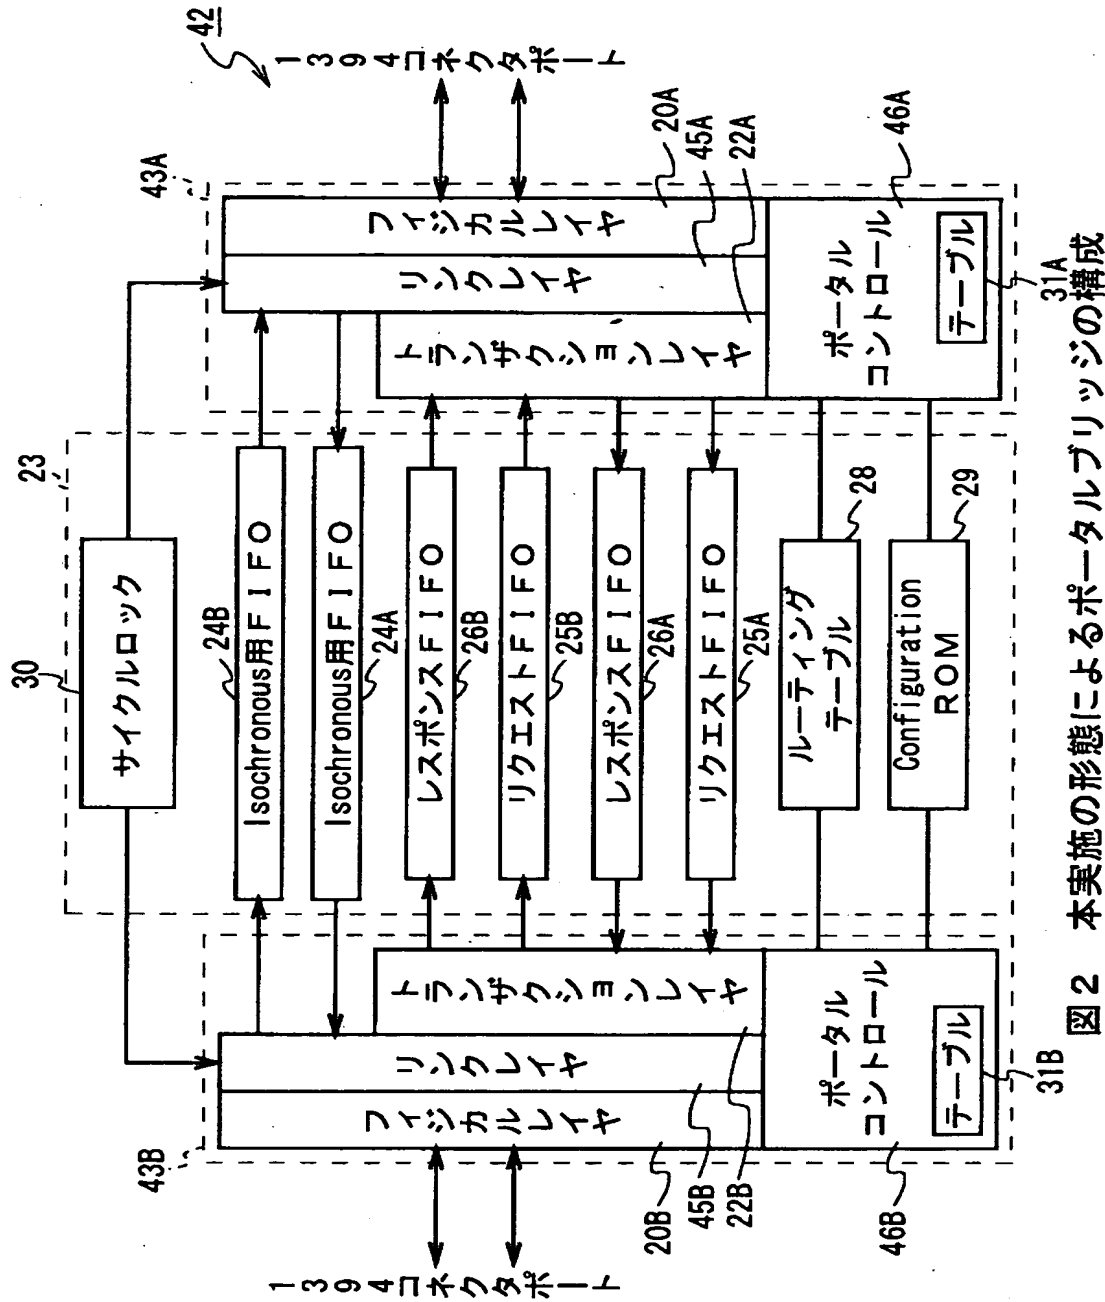 42
1394コネクタポート
43A
20A
45A
22A
46A
フィジカルレイヤ
リンクレイヤ
トランザクションレイヤ
ポータル
コントロール
テーブル
31A
23
30
サイクルロック
Isochronous用FIFO
24B
Isochronous用FIFO
24A
レスポンスFIFO
26B
リクエストFIFO
25B
レスポンスFIFO
26A
リクエストFIFO
25A
ルーティング
テーブル
28
Configuration
ROM
29
43B
トランザクションレイヤ
リンクレイヤ
フィジカルレイヤ
ポータル
コントロール
テーブル
31B
20B
45B
22B
46B
1394コネクタポート
図2 本実施の形態によるポータルブリッジの構成